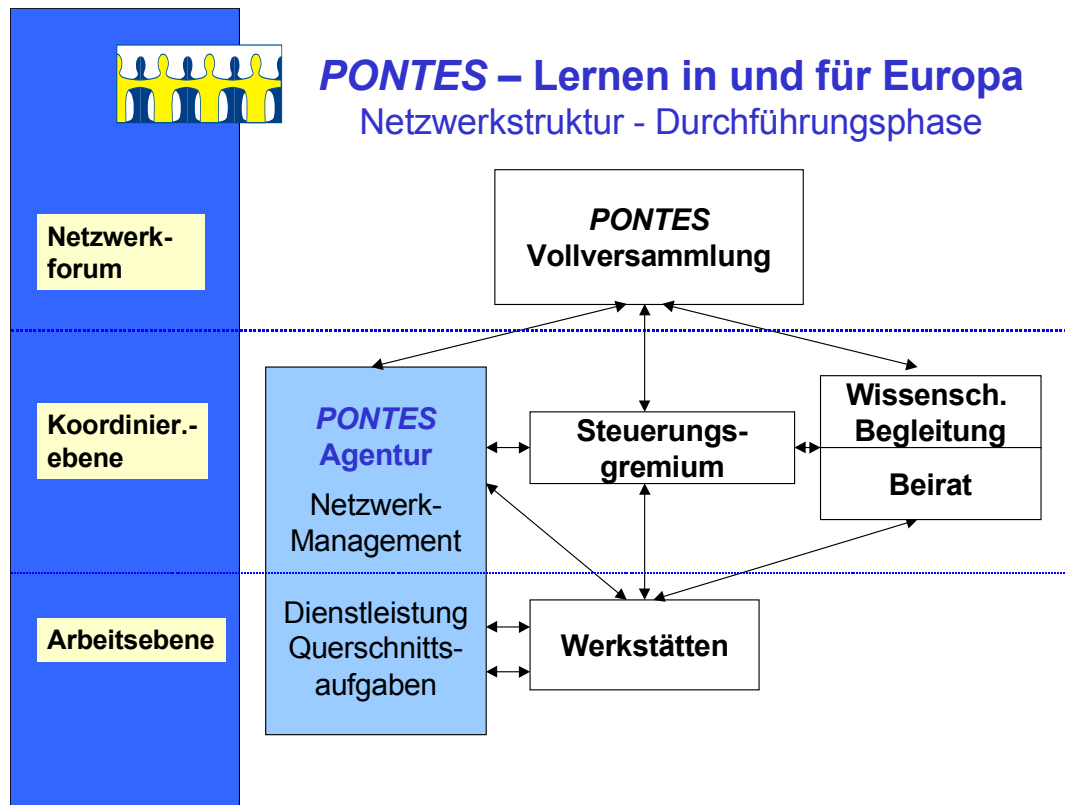 PONTES – Lernen in und für Europa
Netzwerkstruktur - Durchführungsphase
Netzwerk-
forum
PONTES
Vollversammlung
Koordinier.-
ebene
PONTES
Agentur
Netzwerk-
Management
Steuerungs-
gremium
Wissensch.
Begleitung
Beirat
Arbeitsebene
Dienstleistung
Querschnitts-
aufgaben
Werkstätten